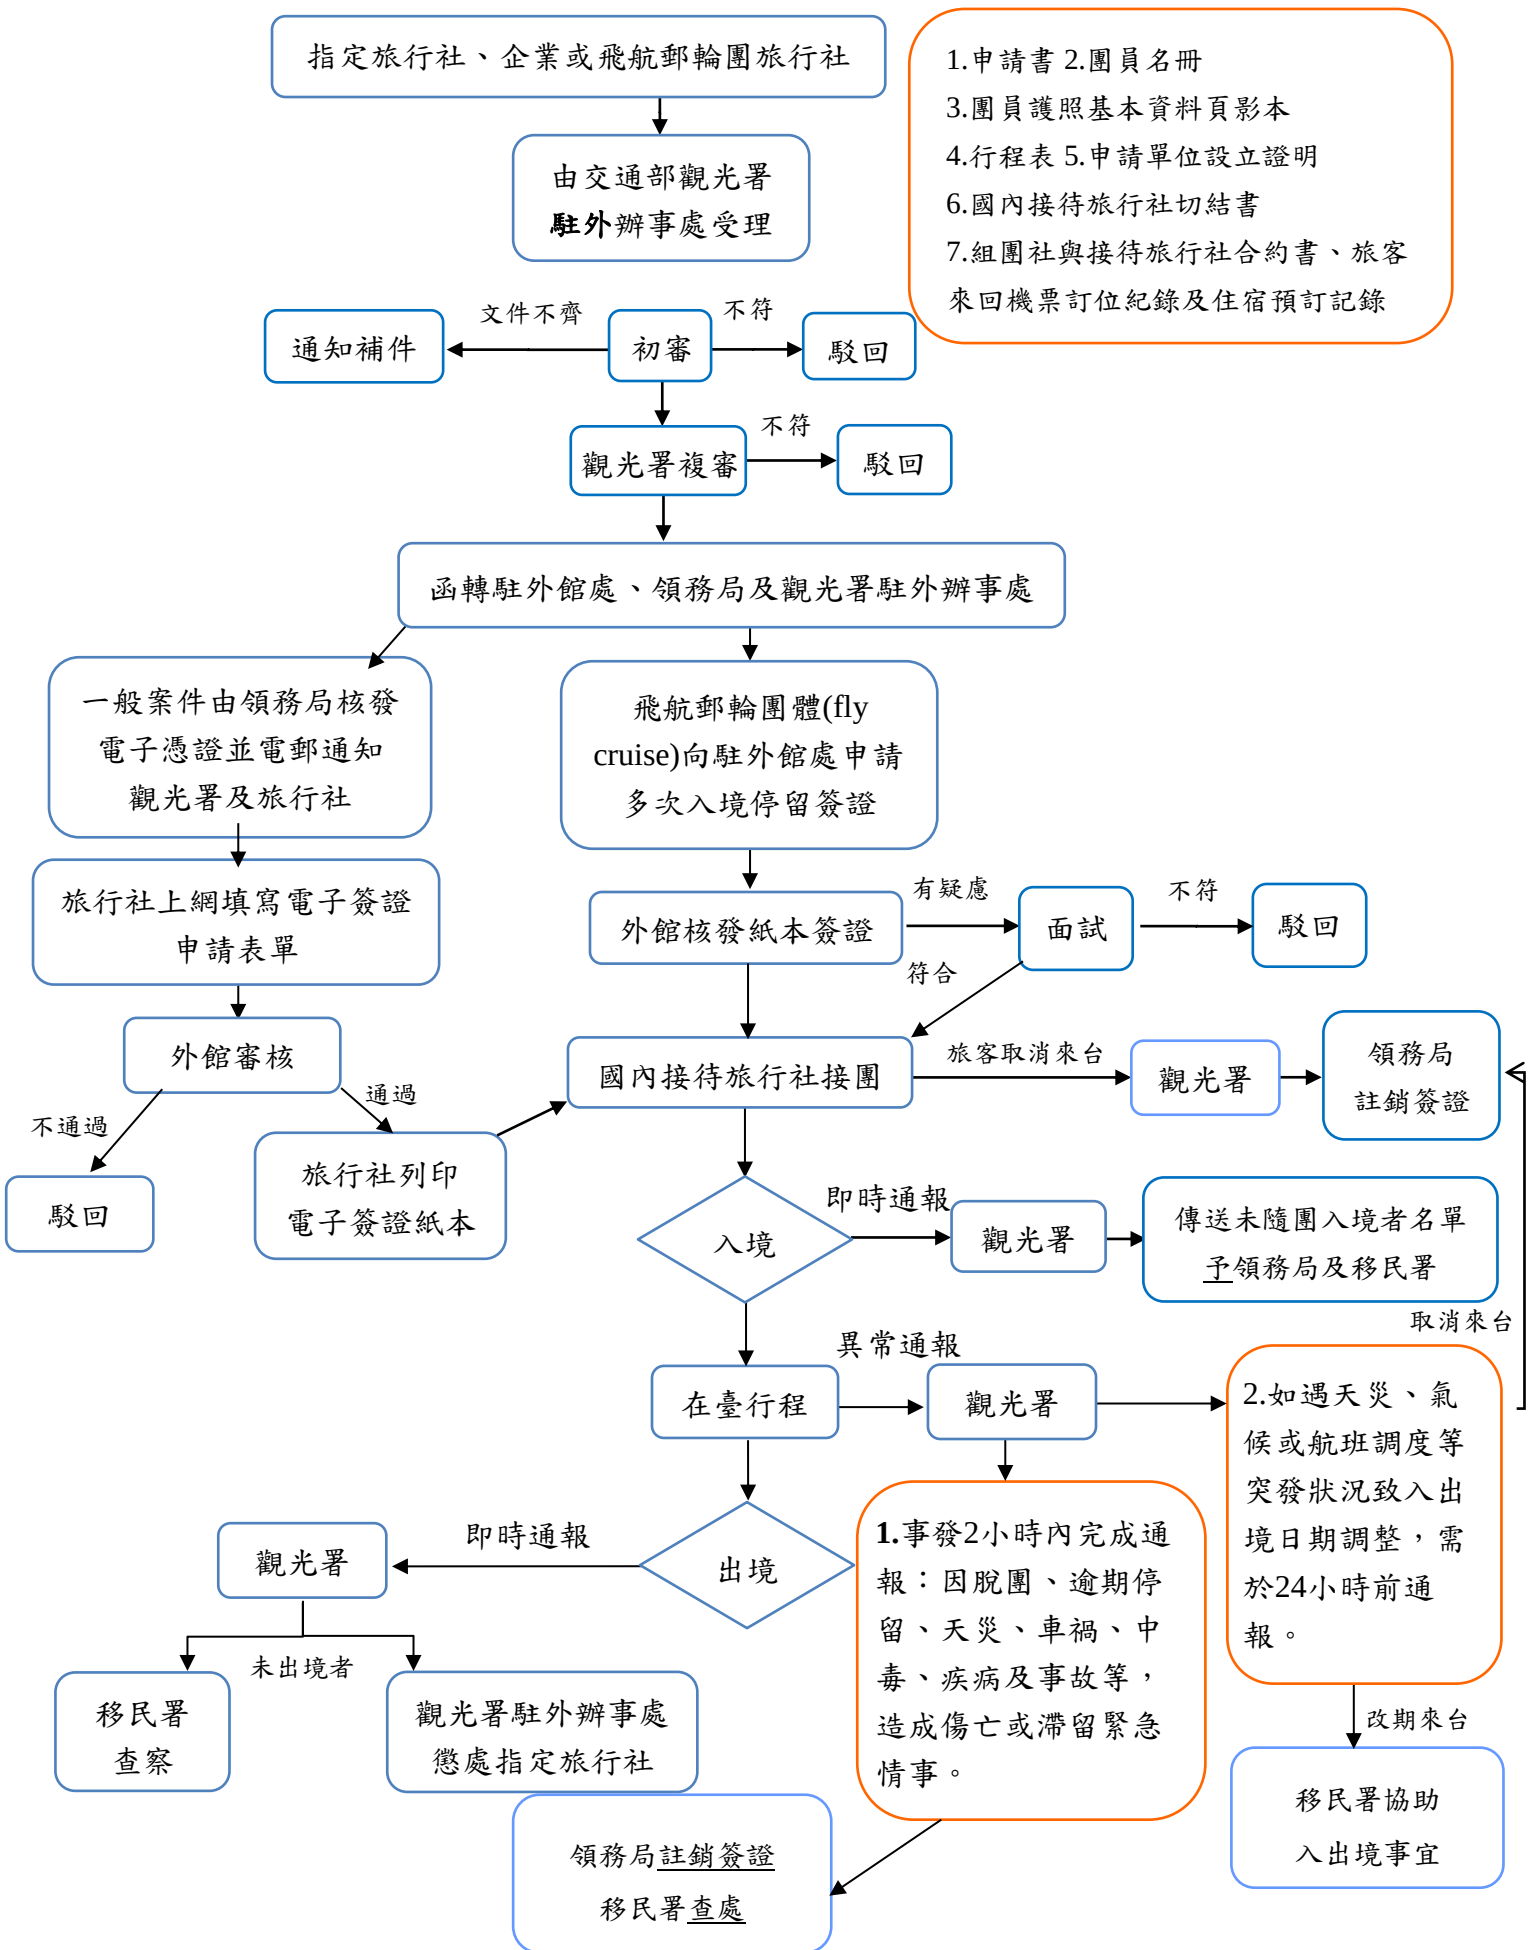 指定旅行社、企業或飛航郵輪團旅行社
1.申請書 2.團員名冊
3.團員護照基本資料頁影本
4.行程表 5.申請單位設立證明
6.國內接待旅行社切結書
7.組團社與接待旅行社合約書、旅客
來回機票訂位紀錄及住宿預訂記錄
由交通部觀光署
駐外辦事處受理
文件不齊
不符
通知補件
初審
駁回
不符
觀光署複審
駁回
函轉駐外館處、領務局及觀光署駐外辦事處
一般案件由領務局核發
電子憑證並電郵通知
觀光署及旅行社
飛航郵輪團體(fly
cruise)向駐外館處申請
多次入境停留簽證
旅行社上網填寫電子簽證
申請表單
外館核發紙本簽證
有疑慮
面試
不符
駁回
符合
外館審核
不通過
通過
駁回
旅行社列印
電子簽證紙本
國內接待旅行社接團
旅客取消來台
觀光署
領務局
註銷簽證
入境
即時通報
觀光署
傳送未隨團入境者名單
予領務局及移民署
取消來台
在臺行程
異常通報
觀光署
2.如遇天災、氣
候或航班調度等
突發狀況致入出
境日期調整，需
於24小時前通
報。
1.事發2小時內完成通
報：因脫團、逾期停
留、天災、車禍、中
毒、疾病及事故等，
造成傷亡或滯留緊急
情事。
出境
即時通報
觀光署
未出境者
移民署
查察
觀光署駐外辦事處
懲處指定旅行社
改期來台
移民署協助
入出境事宜
領務局註銷簽證
移民署查處